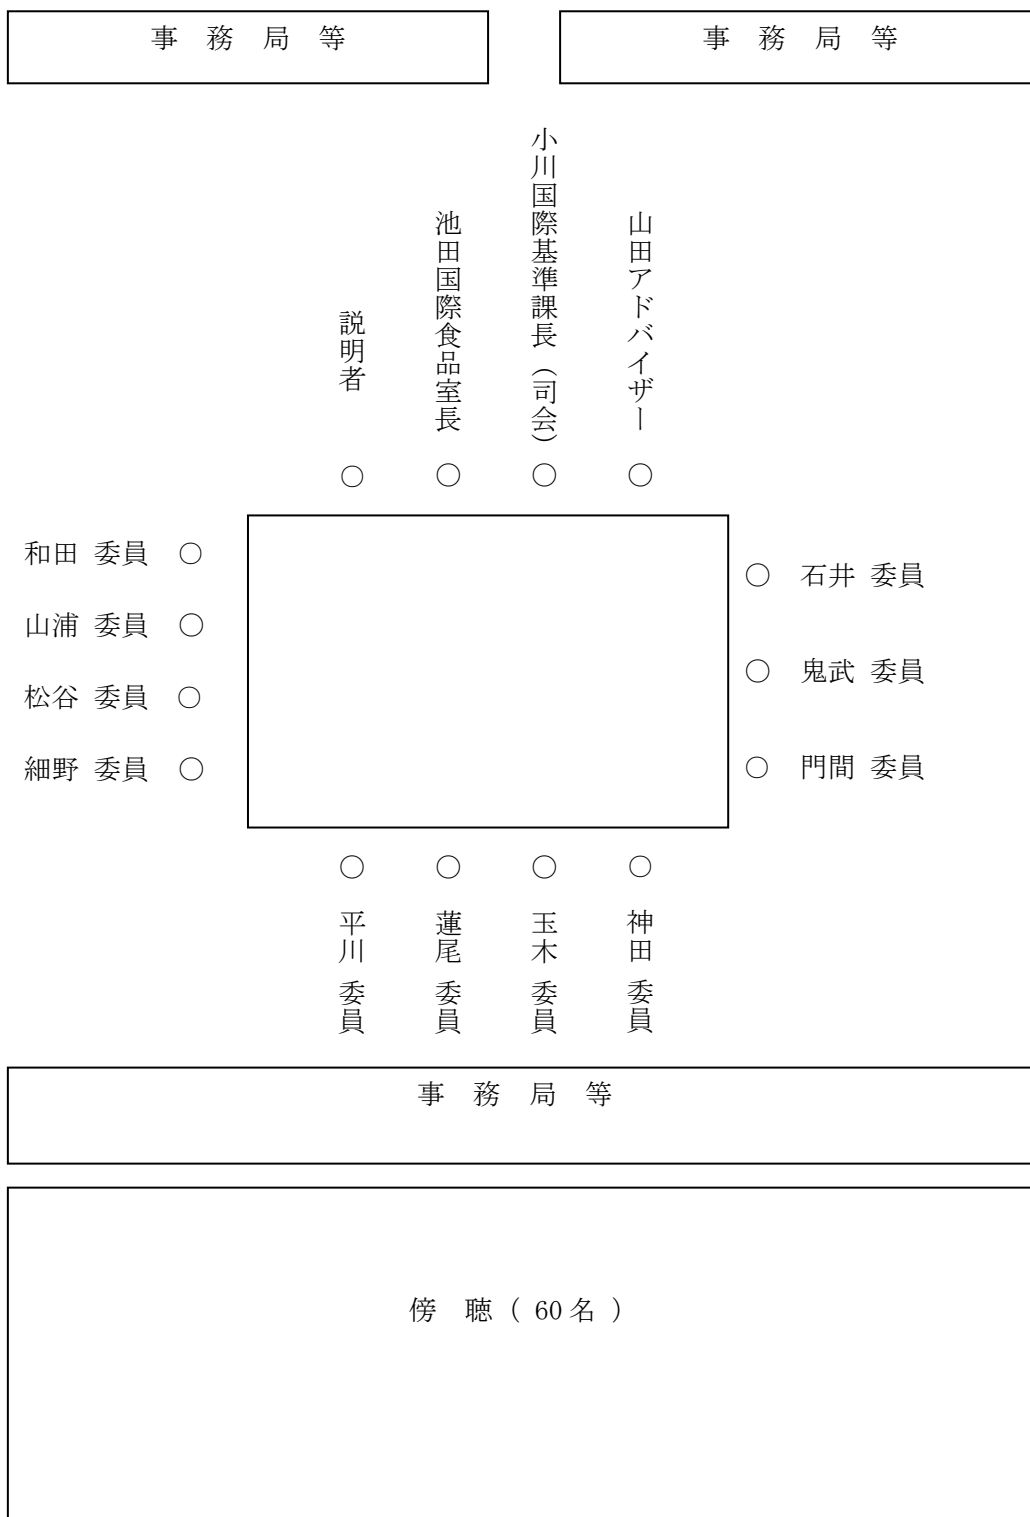 事 務 局 等
事 務 局 等
説明者
池田国際食品室長
小川国際基準課長（司会）
山田アドバイザー
○ ○ ○ ○
和田 委員 ○
山浦 委員 ○
松谷 委員 ○
細野 委員 ○
○ 石井 委員
○ 鬼武 委員
○ 門間 委員
○ ○ ○ ○
平川 委員
蓮尾 委員
玉木 委員
神田 委員
事 務 局 等
傍 聴（ 60 名 ）